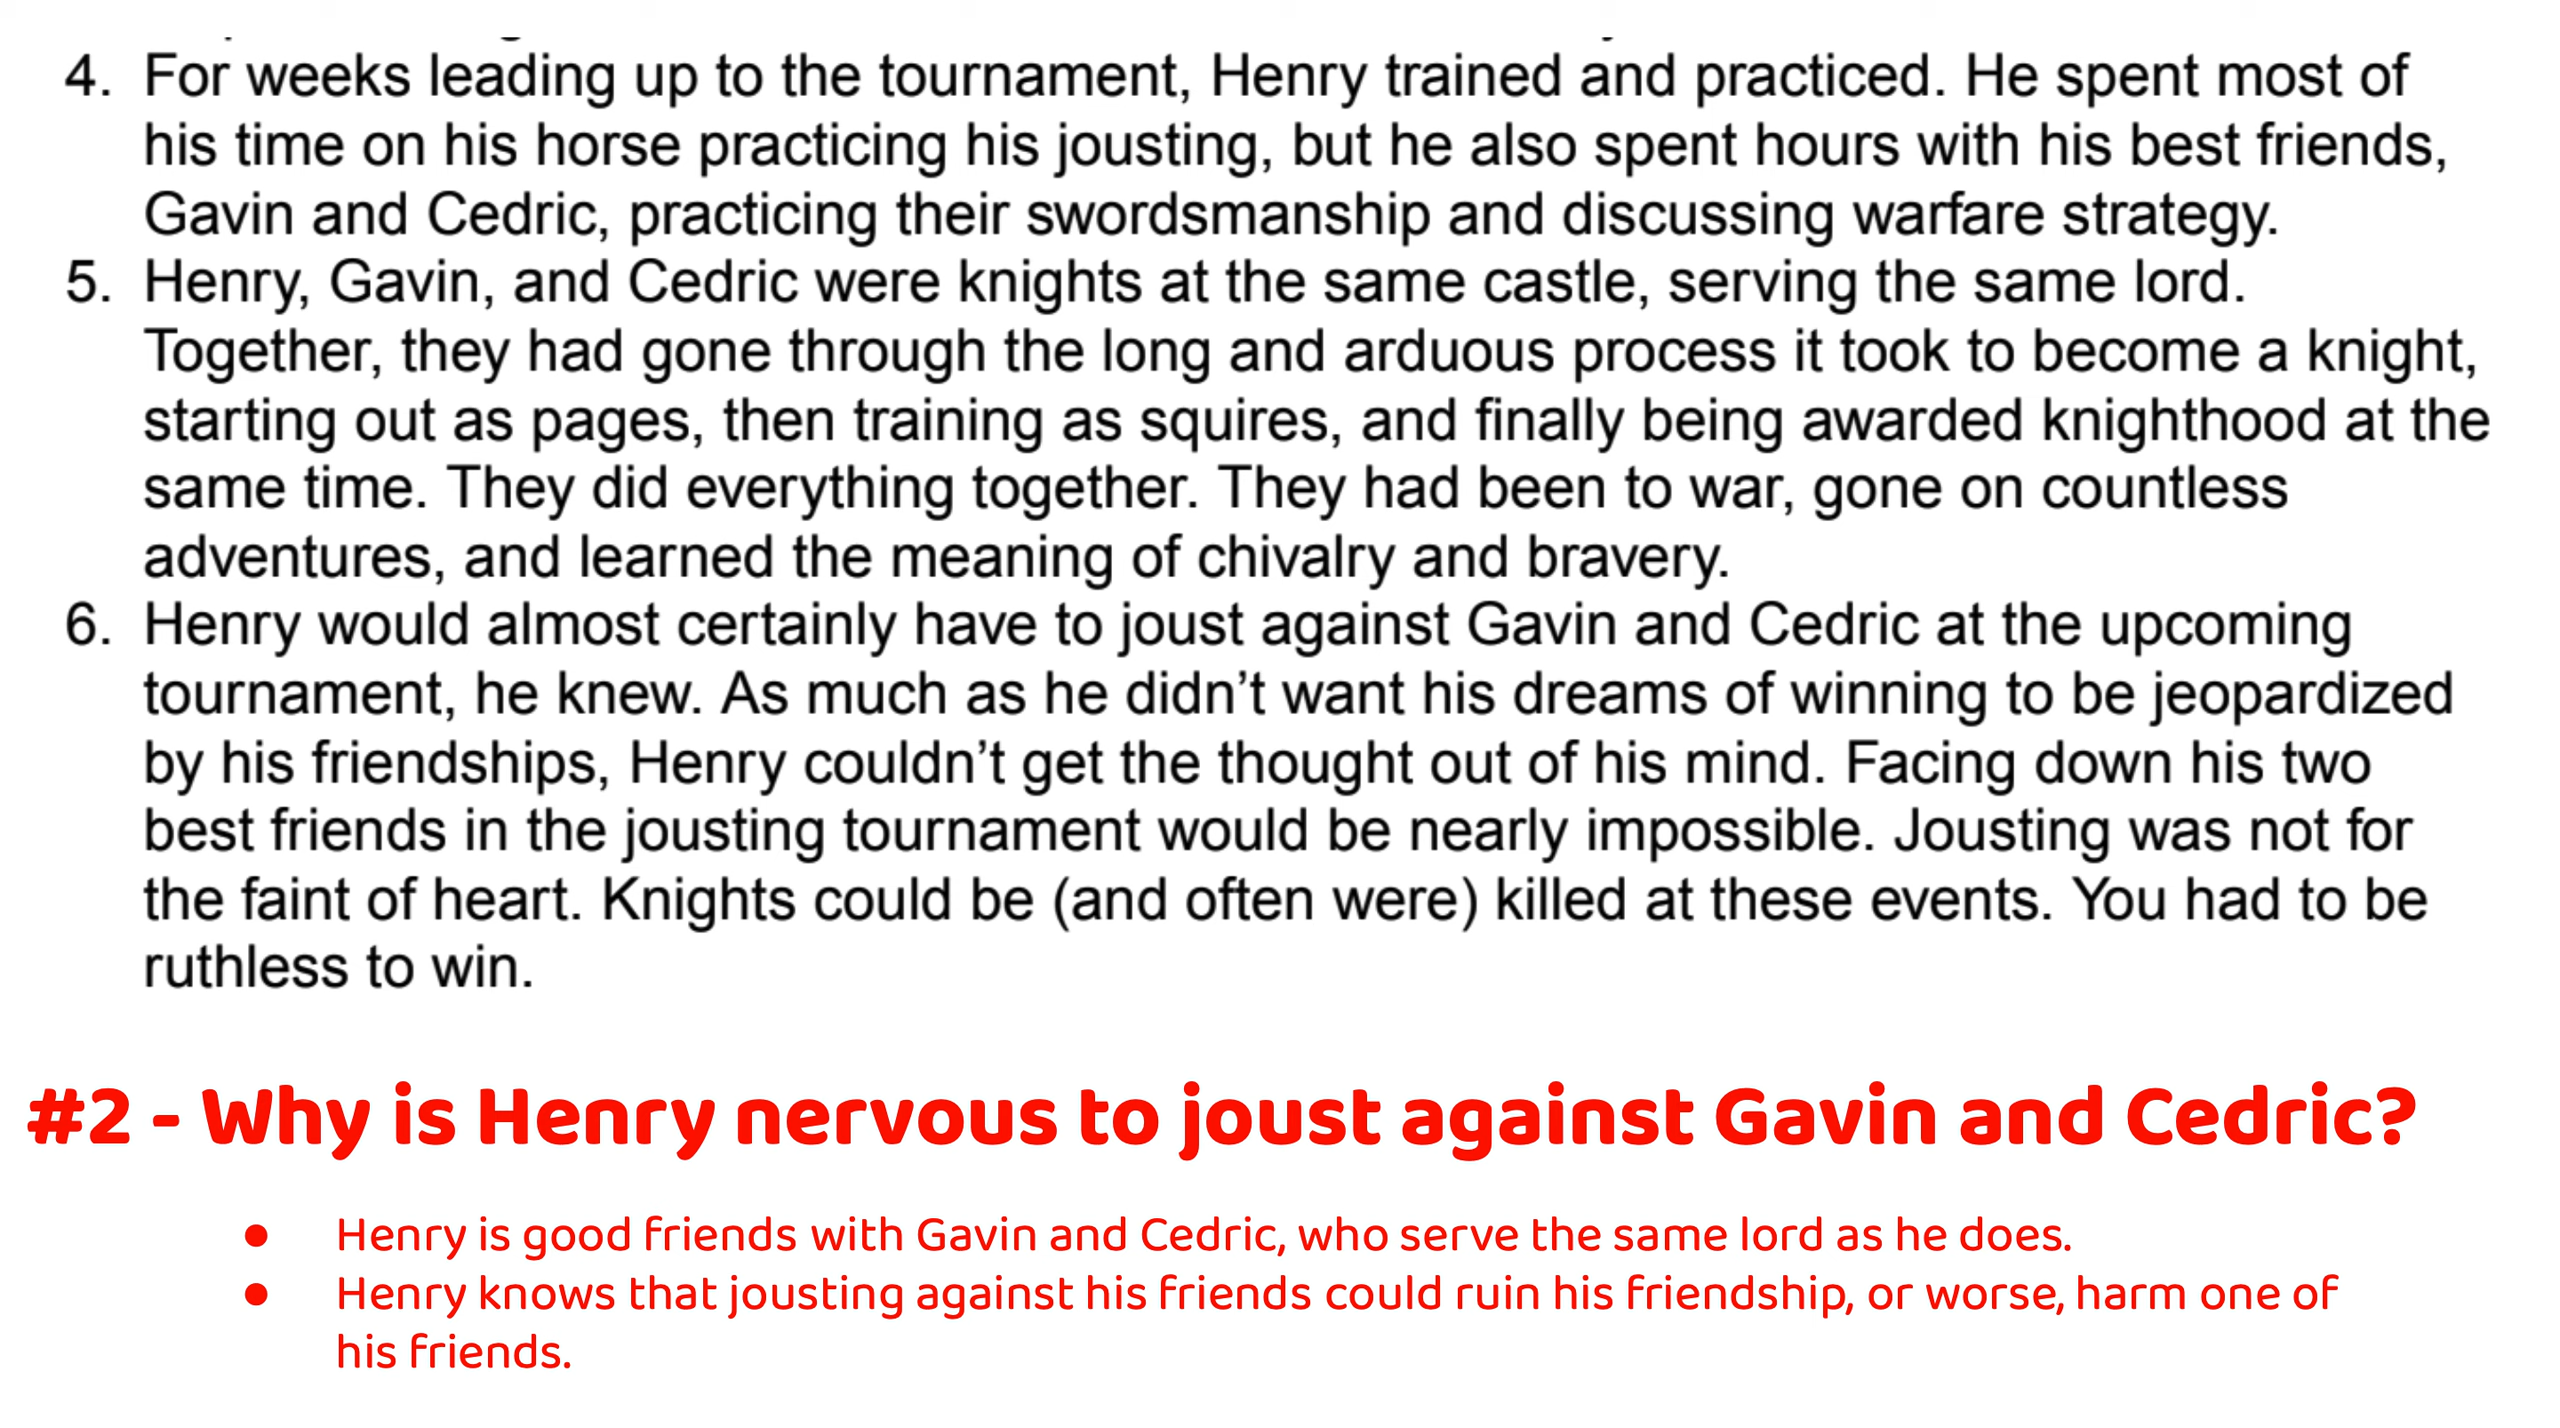 4. For weeks leading up to the tournament, Henry trained and practiced. He spent most of
his time on his horse practicing his jousting, but he also spent hours with his best friends,
Gavin and Cedric, practicing their swordsmanship and discussing warfare strategy.
5. Henry, Gavin, and Cedric were knights at the same castle, serving the same lord.
Together, they had gone through the long and arduous process it took to become a knight,
starting out as pages, then training as squires, and finally being awarded knighthood at the
same time. They did everything together. They had been to war, gone on countless
adventures, and learned the meaning of chivalry and bravery.
6. Henry would almost certainly have to joust against Gavin and Cedric at the upcoming
tournament, he knew. As much as he didn’t want his dreams of winning to be jeopardized
by his friendships, Henry couldn’t get the thought out of his mind. Facing down his two
best friends in the jousting tournament would be nearly impossible. Jousting was not for
the faint of heart. Knights could be (and often were) killed at these events. You had to be
ruthless to win.
#2 - Why is Henry nervous to joust against Gavin and Cedric?
● Henry is good friends with Gavin and Cedric, who serve the same lord as he does.
● Henry knows that jousting against his friends could ruin his friendship, or worse, harm one of
his friends.